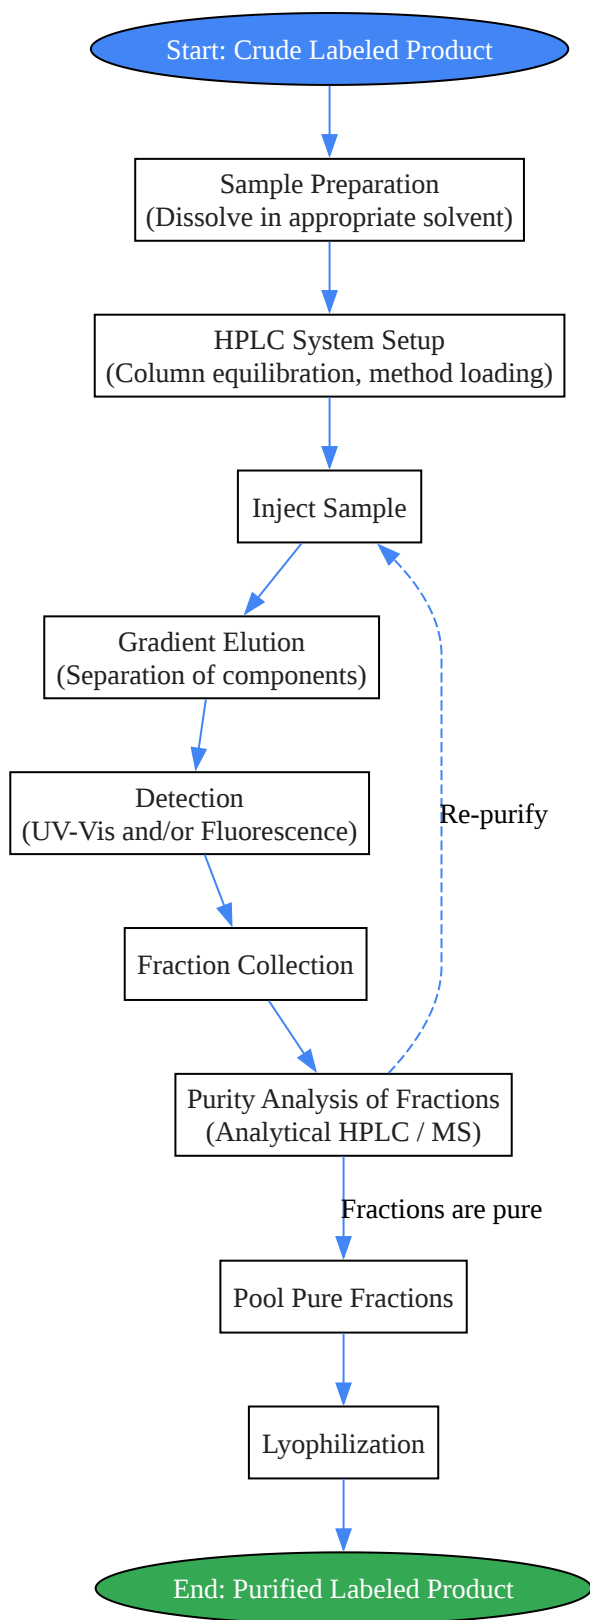 Start: Crude Labeled Product
Sample Preparation
(Dissolve in appropriate solvent)
HPLC System Setup
(Column equilibration, method loading)
Inject Sample
Gradient Elution
(Separation of components)
Detection
(UV-Vis and/or Fluorescence)
Re-purify
Fraction Collection
Purity Analysis of Fractions
(Analytical HPLC / MS)
Fractions are pure
Pool Pure Fractions
Lyophilization
End: Purified Labeled Product